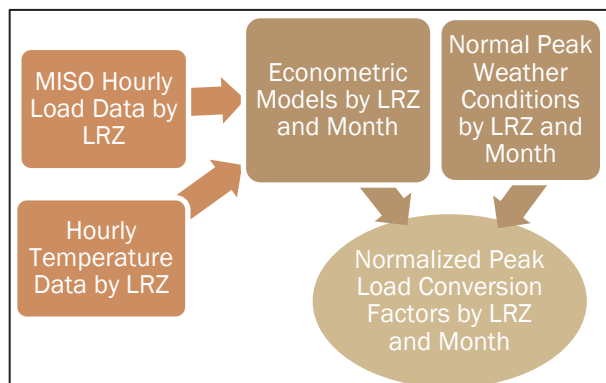 MISO Hourly
Load Data by
LRZ
Hourly
Temperature
Data by LRZ
Econometric
Models by LRZ
and Month
Normal Peak
Weather
Conditions
by LRZ and
Month
Normalized Peak
Load Conversion
Factors by LRZ
and Month